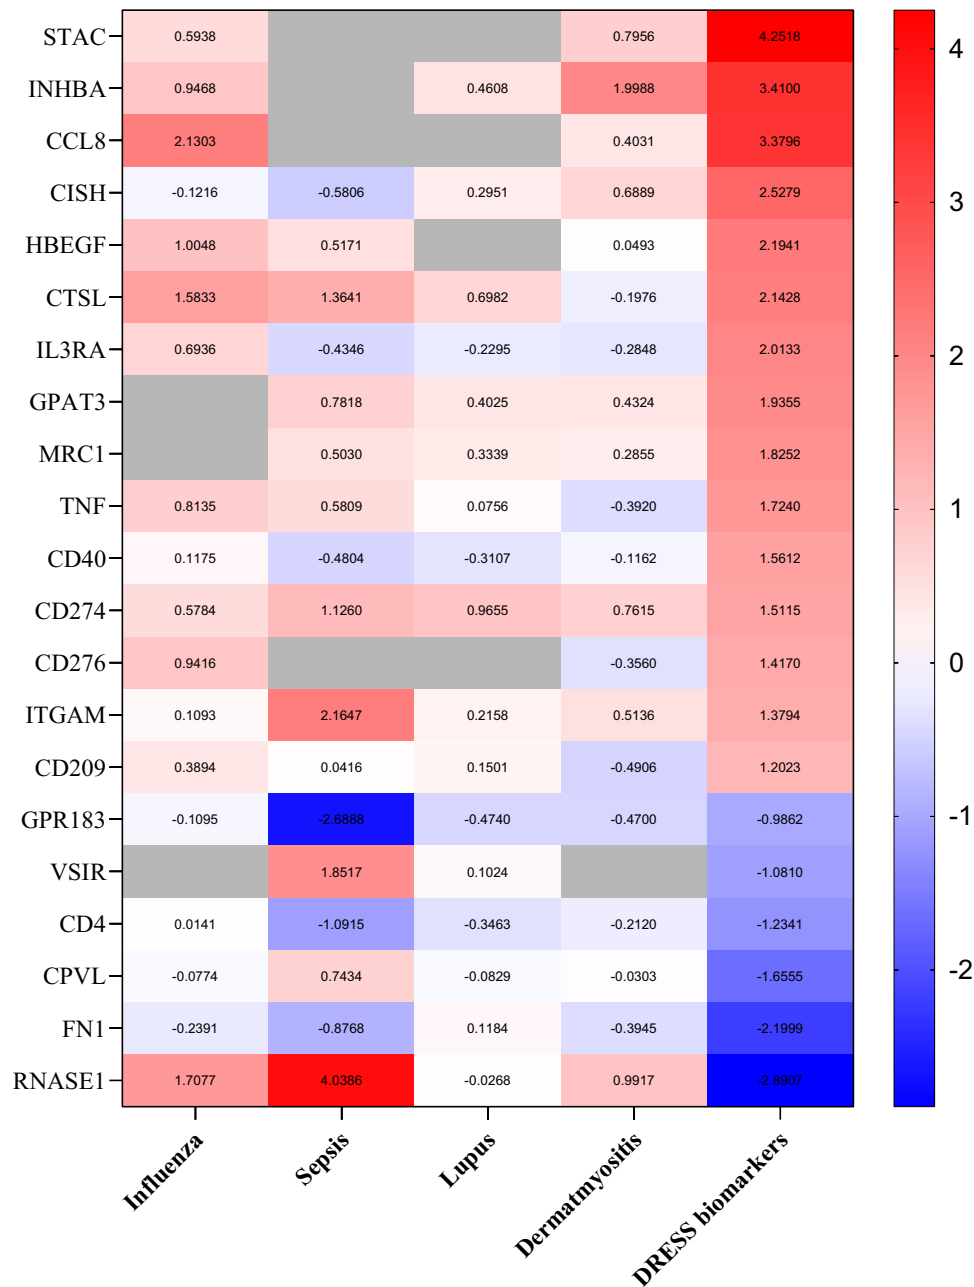 STAC 0.5938 0.7956 4.2518
INHBA 0.9468 0.4608 1.9988 3.4100
CCL8 2.1303 0.4031 3.3796
CISH -0.1216 -0.5806 0.2951 0.6889 2.5279
HBEGF 1.0048 0.5171 0.0493 2.1941
CTSL 1.5833 1.3641 0.6982 -0.1976 2.1428
IL3RA 0.6936 -0.4346 -0.2295 -0.2848 2.0133
GPAT3 0.7818 0.4025 0.4324 1.9355
MRC1 0.5030 0.3339 0.2855 1.8252
TNF 0.8135 0.5809 0.0756 -0.3920 1.7240
CD40 0.1175 -0.4804 -0.3107 -0.1162 1.5612
CD274 0.5784 1.1260 0.9655 0.7615 1.5115
CD276 0.9416 -0.3560 1.4170
ITGAM 0.1093 2.1647 0.2158 0.5136 1.3794
CD209 0.3894 0.0416 0.1501 -0.4906 1.2023
GPR183 -0.1095 -2.6888 -0.4740 -0.4700 -0.9862
VSIR 1.8517 0.1024 -1.0810
CD4 0.0141 -1.0915 -0.3463 -0.2120 -1.2341
CPVL -0.0774 0.7434 -0.0829 -0.0303 -1.6555
FN1 -0.2391 -0.8768 0.1184 -0.3945 -2.1999
RNASE1 1.7077 4.0386 -0.0268 0.9917 -2.8907
Influenza
Sepsis
Lupus
Dermatmyositis
DRESS biomarkers
4
3
2
1
0
-1
-2